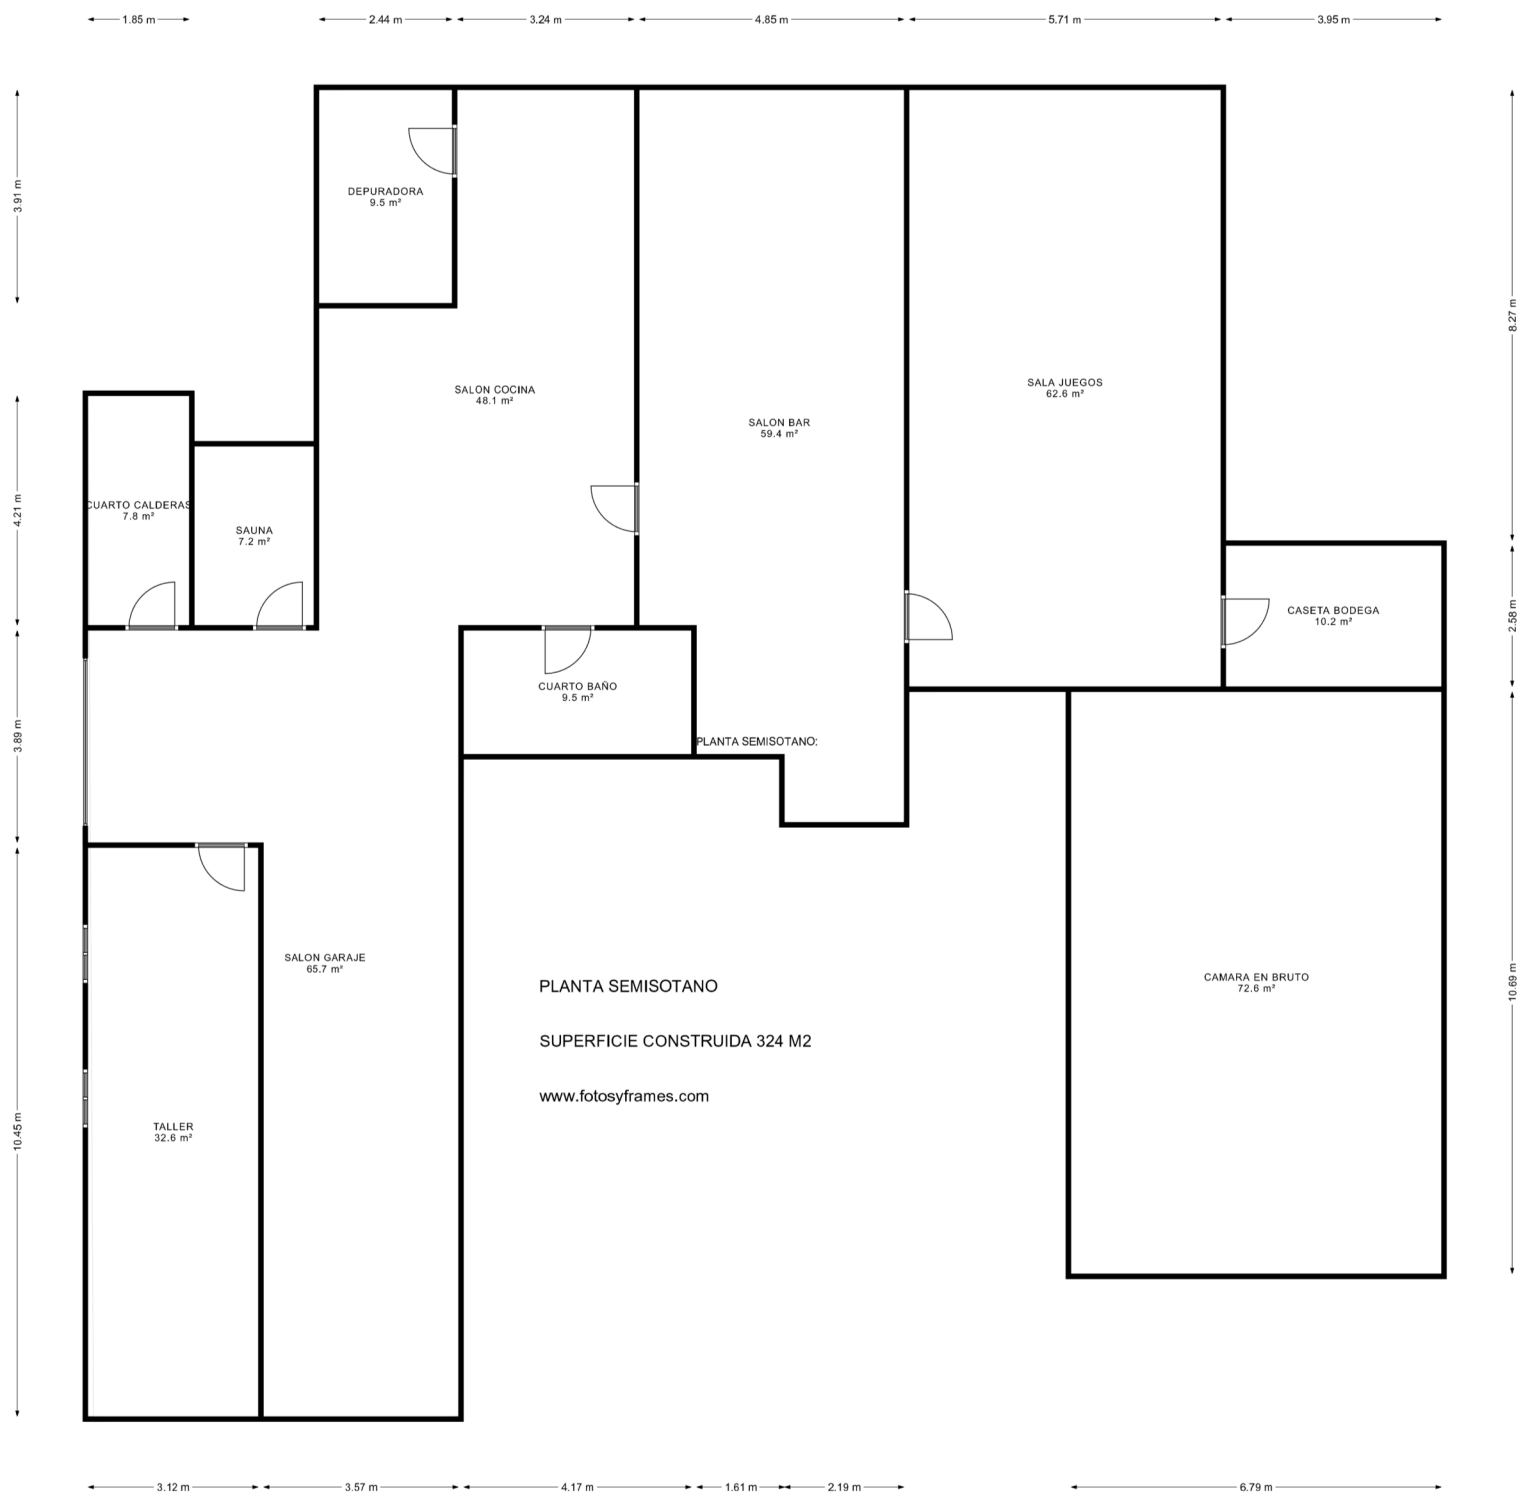 1.85 m
2.44 m
3.24 m
4.85 m
5.71 m
3.95 m
3.91 m
4.21 m
3.89 m
10.45 m
8.27 m
2.58 m
10.69 m
DEPURADORA
9.5 m²
SALON COCINA
48.1 m²
SALON BAR
59.4 m²
SALA JUEGOS
62.6 m²
CUARTO CALDERAS
7.8 m²
SAUNA
7.2 m²
CASETA BODEGA
10.2 m²
CUARTO BAÑO
9.5 m²
PLANTA SEMISOTANO:
SALON GARAJE
65.7 m²
CAMARA EN BRUTO
72.6 m²
PLANTA SEMISOTANO
SUPERFICIE CONSTRUIDA 324 M2
www.fotosyframes.com
TALLER
32.6 m²
3.12 m
3.57 m
4.17 m
1.61 m
2.19 m
6.79 m